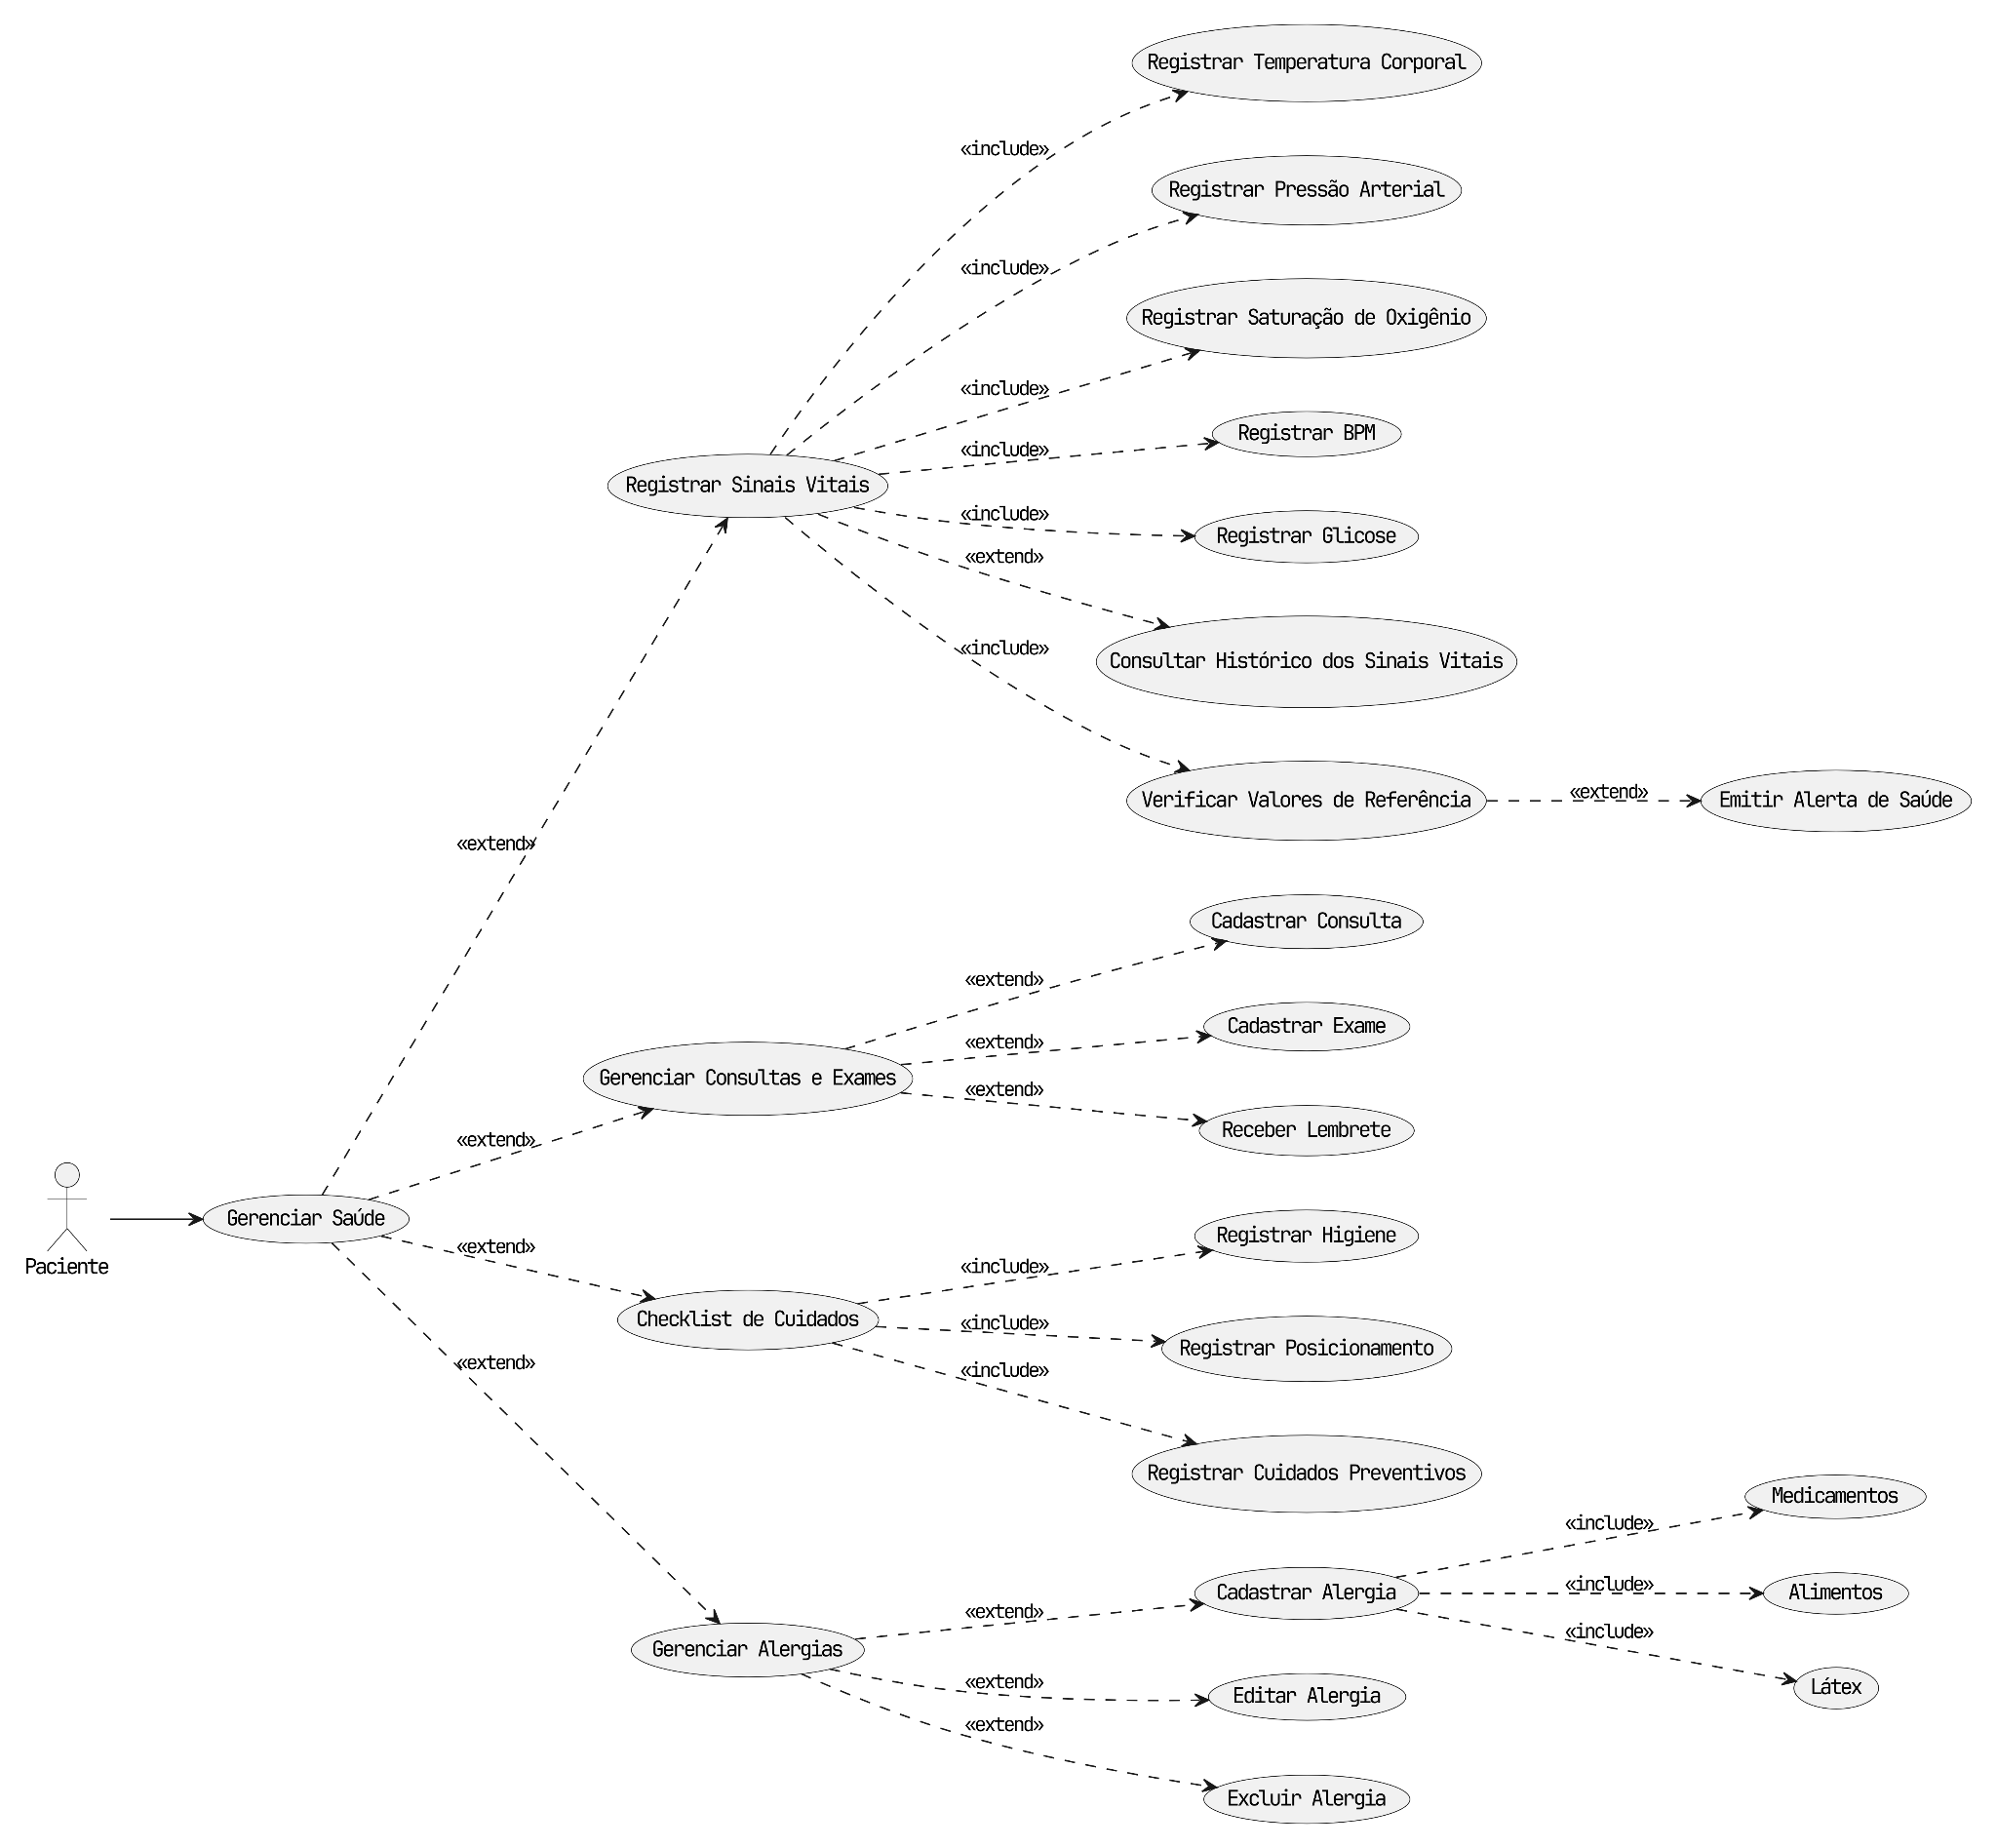 Registrar Temperatura Corporal
«include»
Registrar Pressão Arterial
«include»
Registrar Saturação de Oxigênio
«include»
Registrar BPM
«include»
Registrar Sinais Vitais
«include»
Registrar Glicose
«extend»
«include»
Consultar Histórico dos Sinais Vitais
«extend»
Verificar Valores de Referência
«extend»
Emitir Alerta de Saúde
Cadastrar Consulta
«extend»
Cadastrar Exame
«extend»
Gerenciar Consultas e Exames
«extend»
Receber Lembrete
«extend»
Gerenciar Saúde
Paciente
«extend»
Registrar Higiene
«include»
Checklist de Cuidados
«include»
Registrar Posicionamento
«include»
«extend»
Registrar Cuidados Preventivos
Medicamentos
«include»
Cadastrar Alergia
«include»
Alimentos
«extend»
«include»
Gerenciar Alergias
Látex
«extend»
Editar Alergia
«extend»
Excluir Alergia